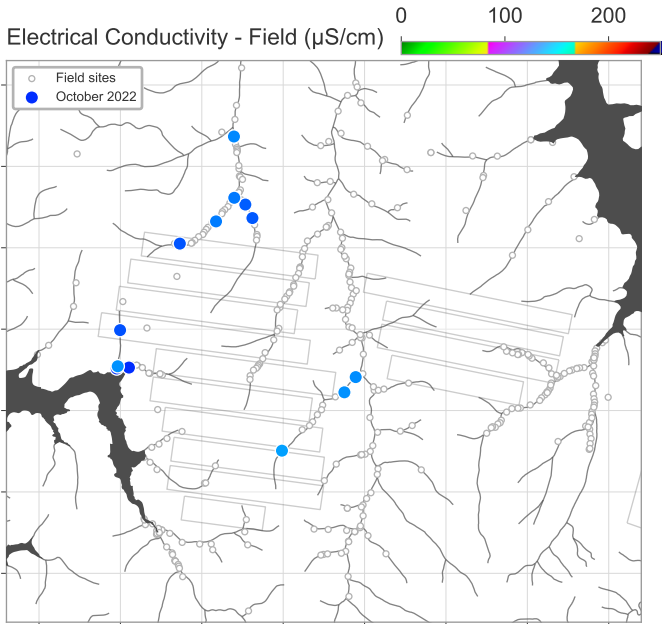 0 100 200
Electrical Conductivity - Field (µS/cm)
Field sites
October 2022